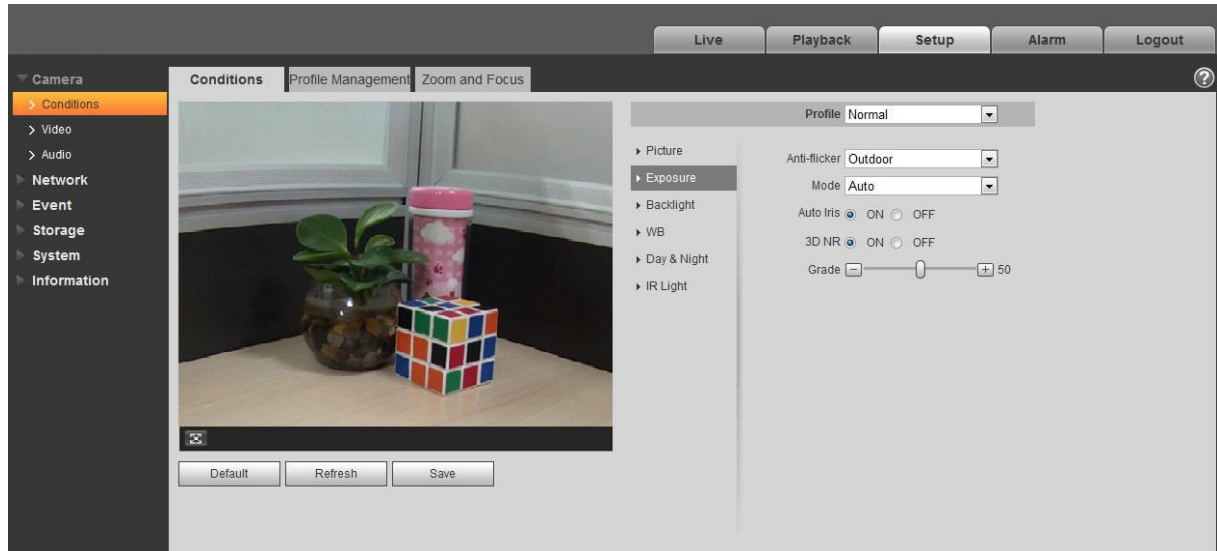 Live Playback Setup Alarm Logout
Camera
Conditions
Video
Audio
Network
Event
Storage
System
Information
Conditions Profile Management Zoom and Focus ?
Default Refresh Save
Profile Normal
Picture
Exposure
Backlight
WB
Day & Night
IR Light
Anti-flicker Outdoor
Mode Auto
Auto Iris ON OFF
3D NR ON OFF
Grade 50